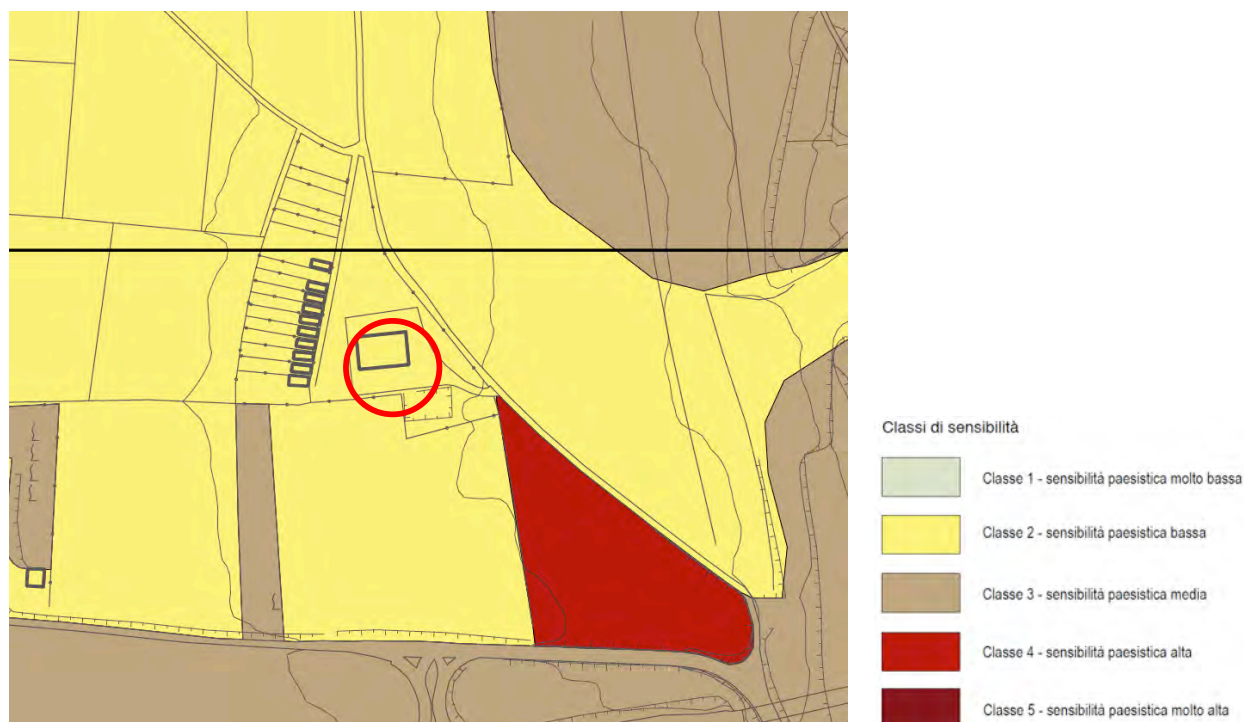 Classi di sensibilità
Classe 1 - sensibilità paesistica molto bassa
Classe 2 - sensibilità paesistica bassa
Classe 3 - sensibilità paesistica media
Classe 4 - sensibilità paesistica alta
Classe 5 - sensibilità paesistica molto alta